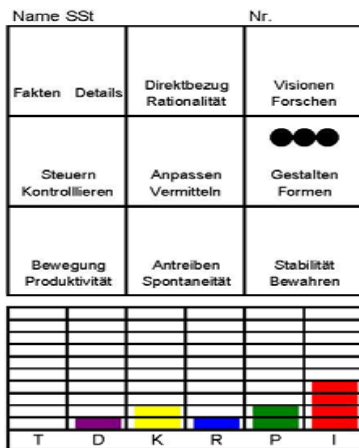 Name SSt Nr.
Fakten Details
Direktbezug
Rationalität
Visionen
Forschen
Steuern
Kontrolllieren
Anpassen
Vermitteln
Gestalten
Formen
Bewegung
Produktivität
Antreiben
Spontaneität
Stabilität
Bewahren
T D K R P I